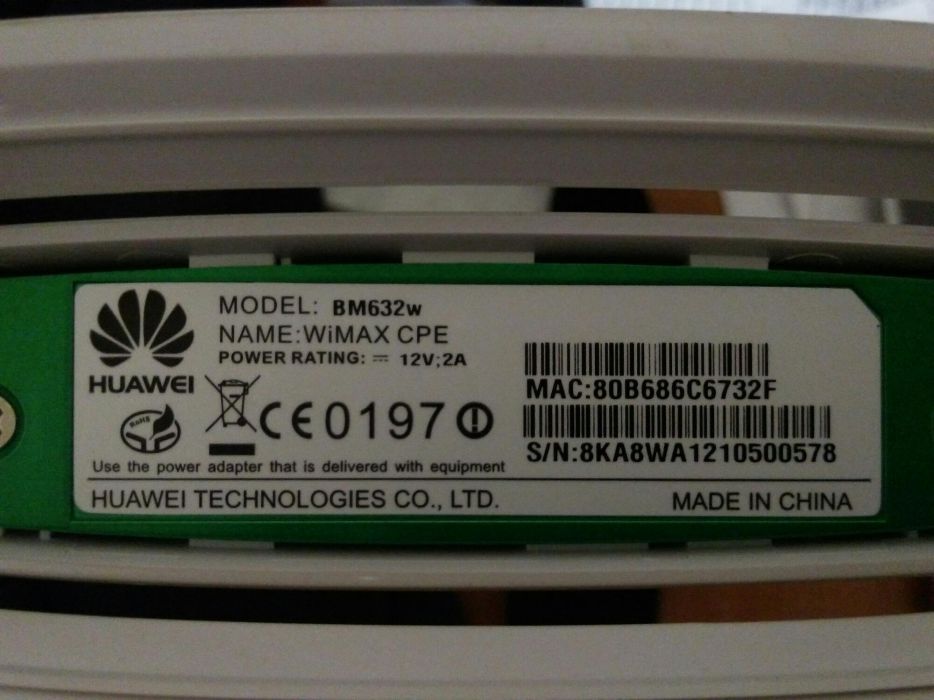 MODEL: BM632w
NAME:WiMAX CPE
POWER RATING: ⎓ 12V;2A
HUAWEI
RoHS
CE0197
MAC:80B686C6732F
S/N:8KA8WA1210500578
Use the power adapter that is delivered with equipment
HUAWEI TECHNOLOGIES CO., LTD.
MADE IN CHINA